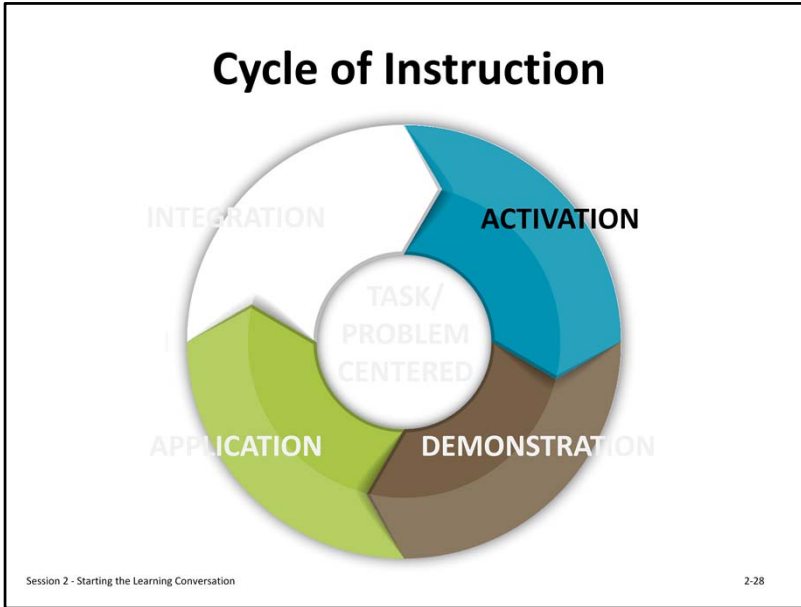 Cycle of Instruction
INTEGRATION
ACTIVATION
TASK/
PROBLEM
CENTERED
APPLICATION
DEMONSTRATION
Session 2 - Starting the Learning Conversation
2-28